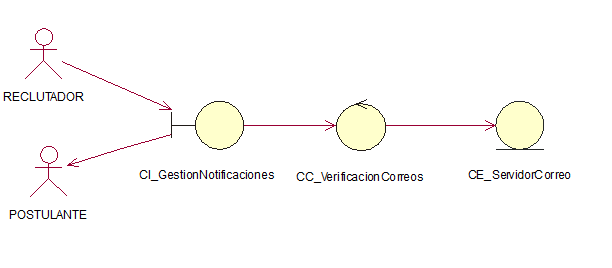 RECLUTADOR
CI_GestionNotificaciones
CC_VerificacionCorreos
CE_ServidorCorreo
POSTULANTE